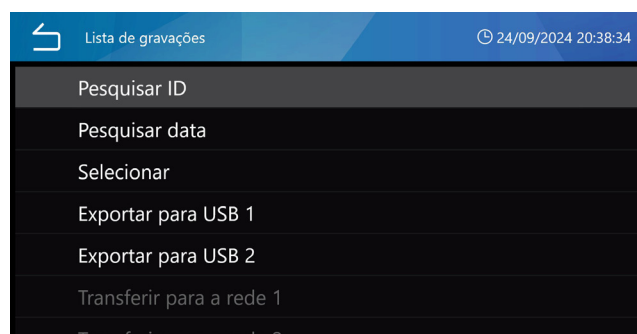 Lista de gravações
24/09/2024 20:38:34
Pesquisar ID
Pesquisar data
Selecionar
Exportar para USB 1
Exportar para USB 2
Transferir para a rede 1